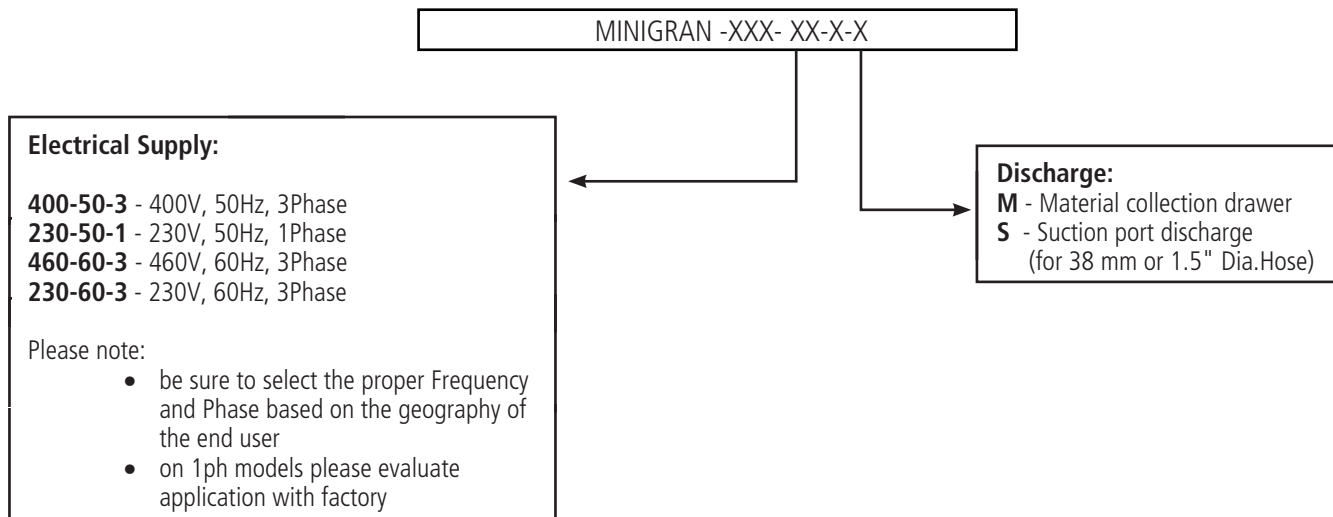 MINIGRAN -XXX- XX-X-X
Electrical Supply:
400-50-3 - 400V, 50Hz, 3Phase
230-50-1 - 230V, 50Hz, 1Phase
460-60-3 - 460V, 60Hz, 3Phase
230-60-3 - 230V, 60Hz, 3Phase
Please note:
• be sure to select the proper Frequency
and Phase based on the geography of
the end user
• on 1ph models please evaluate
application with factory
Discharge:
M - Material collection drawer
S - Suction port discharge
(for 38 mm or 1.5" Dia.Hose)